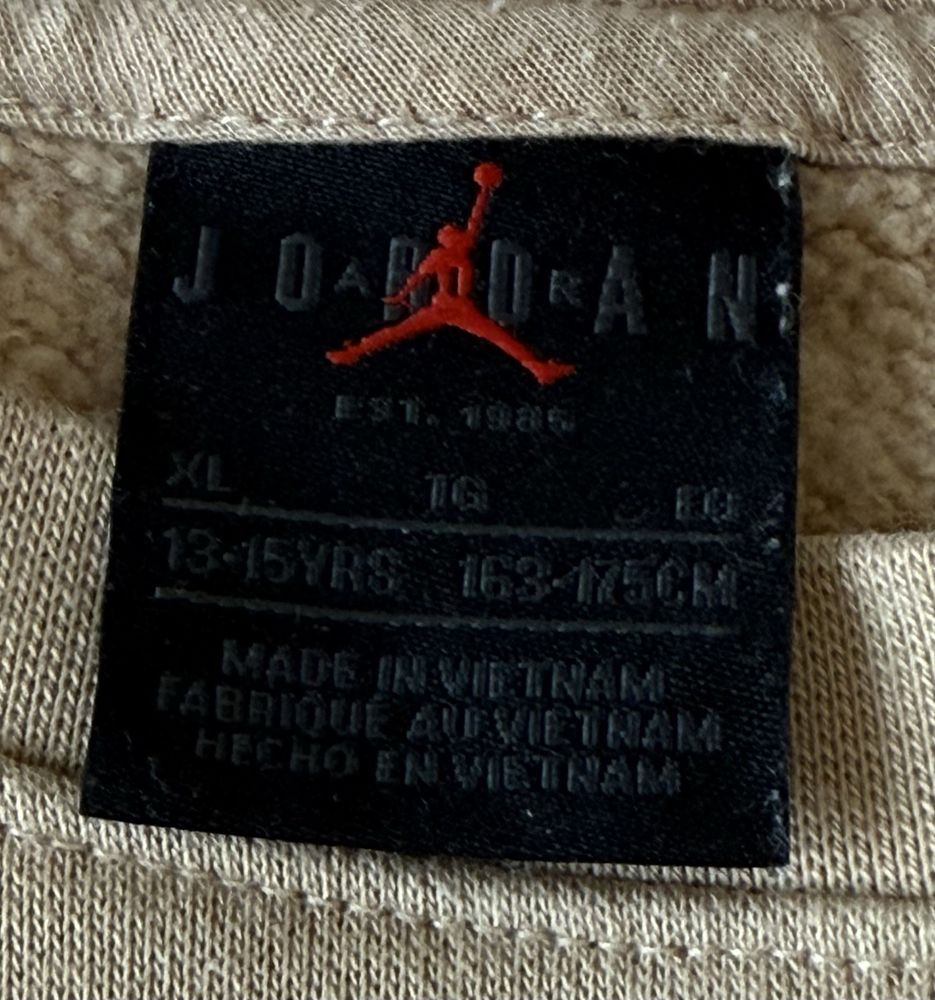 JORDAN
AIR
EST. 1985
XL TG EG
13-15YRS 163-175CM
MADE IN VIETNAM
FABRIQUÉ AU VIETNAM
HECHO EN VIETNAM